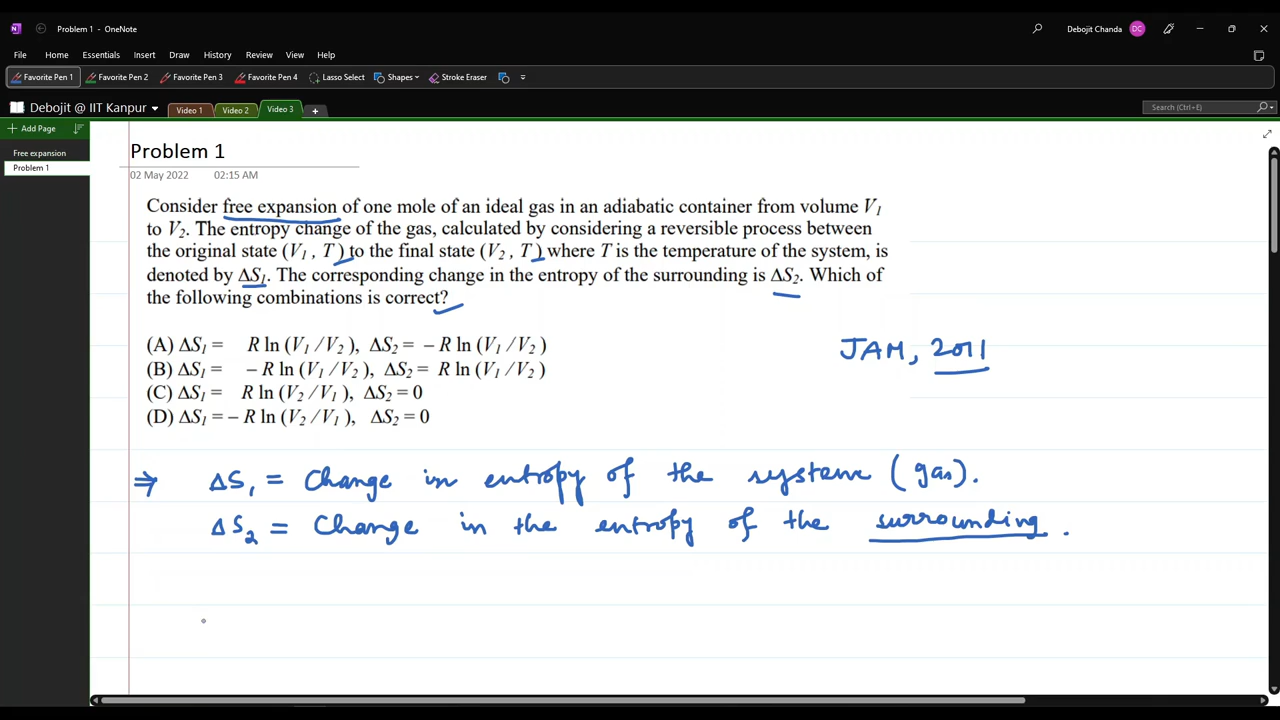 Problem 1 - OneNote
Debojit Chanda DC
File Home Essentials Insert Draw History Review View Help
Favorite Pen 1 Favorite Pen 2 Favorite Pen 3 Favorite Pen 4 Lasso Select Shapes Stroke Eraser
Debojit @ IIT Kanpur Video 1 Video 2 Video 3 Search (Ctrl+E)
Add Page
Free expansion
Problem 1
Problem 1
02 May 2022 02:15 AM
Consider free expansion of one mole of an ideal gas in an adiabatic container from volume V1
to V2. The entropy change of the gas, calculated by considering a reversible process between
the original state (V1 , T ) to the final state (V2 , T ) where T is the temperature of the system, is
denoted by ΔS1. The corresponding change in the entropy of the surrounding is ΔS2. Which of
the following combinations is correct?
(A) ΔS1 = R ln (V1 /V2 ), ΔS2 = – R ln (V1 /V2 )
(B) ΔS1 = – R ln (V1 /V2 ), ΔS2 = R ln (V1 /V2 )
(C) ΔS1 = R ln (V2 /V1 ), ΔS2 = 0
(D) ΔS1 = – R ln (V2 /V1 ), ΔS2 = 0
JAM, 2011
⇒ ΔS1 = Change in entropy of the system (gas).
ΔS2 = Change in the entropy of the surrounding .